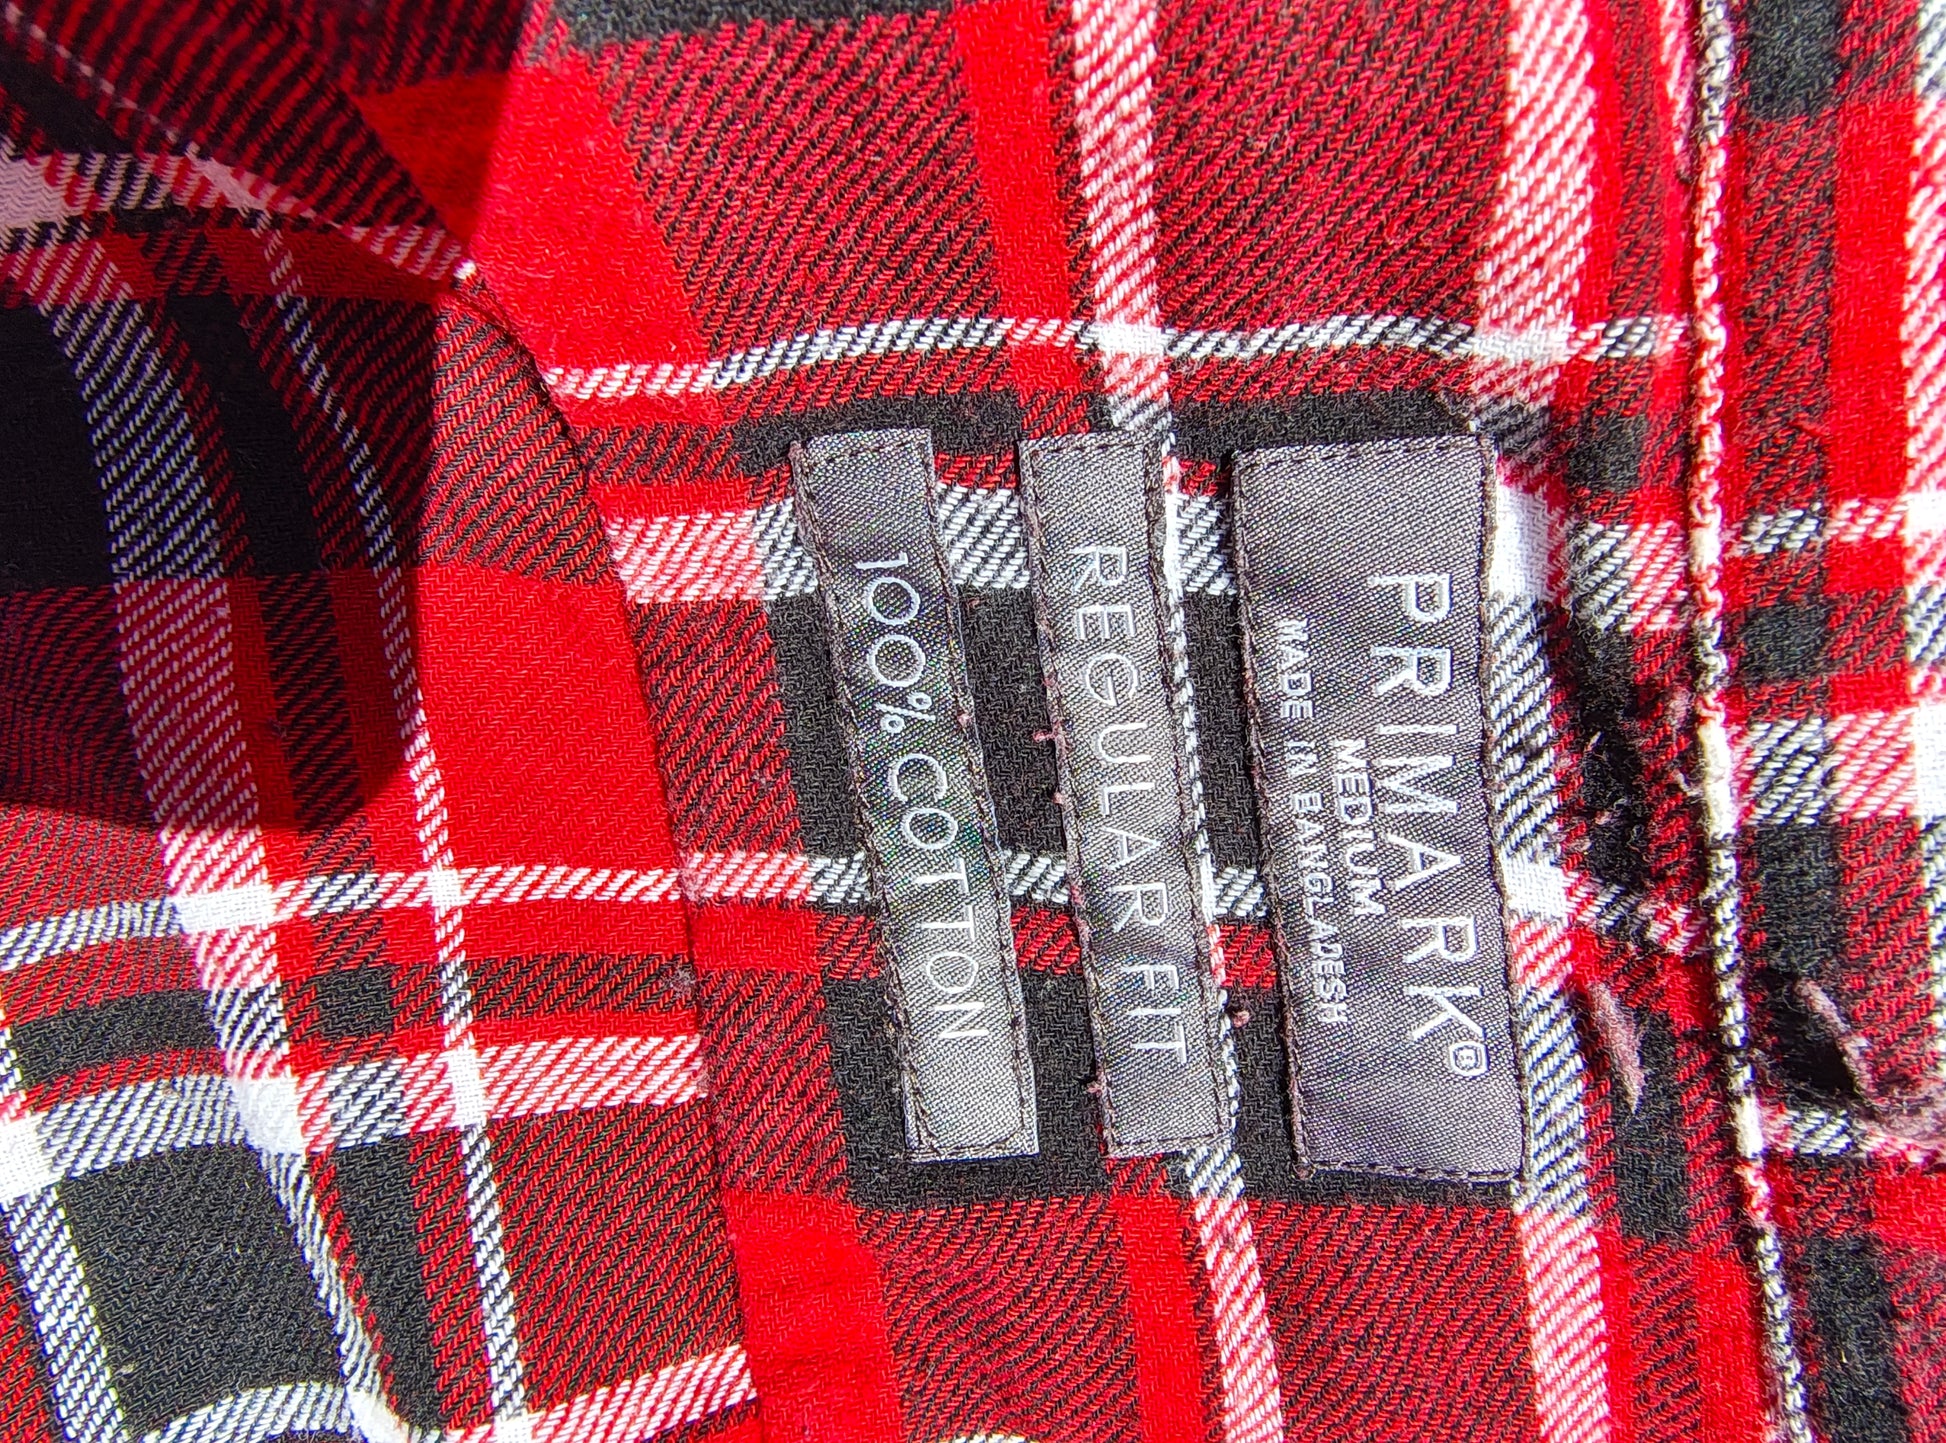 PRIMARK®
MEDIUM
MADE IN BANGLADESH
REGULAR FIT
100% COTTON